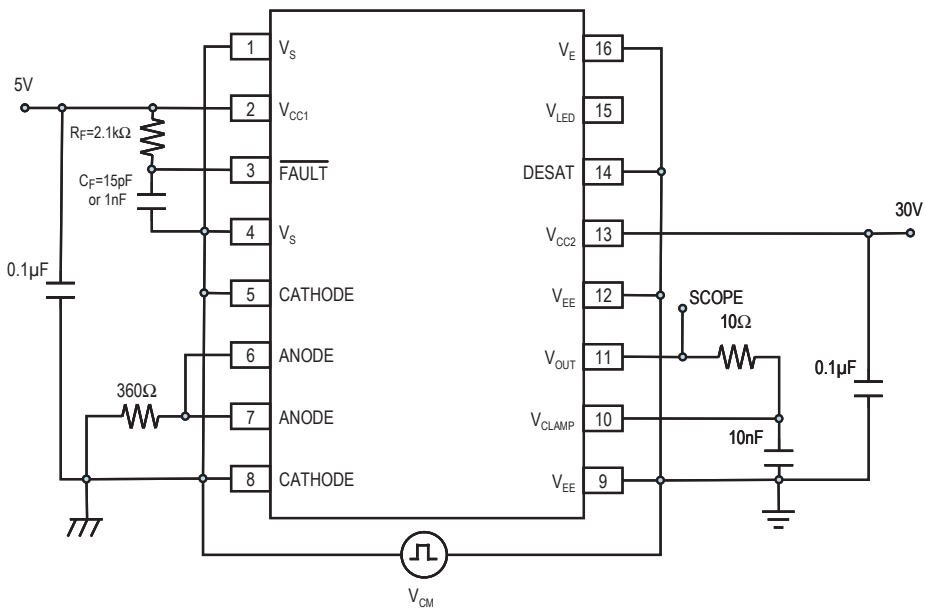 1 V_S
V_E 16
5V
2 V_CC1
V_LED 15
R_F=2.1kΩ
3 FAULT
DESAT 14
C_F=15pF
or 1nF
4 V_S
V_CC2 13
30V
0.1µF
5 CATHODE
V_EE 12
SCOPE
10Ω
6 ANODE
V_OUT 11
0.1µF
360Ω
7 ANODE
V_CLAMP 10
10nF
8 CATHODE
V_EE 9
V_CM